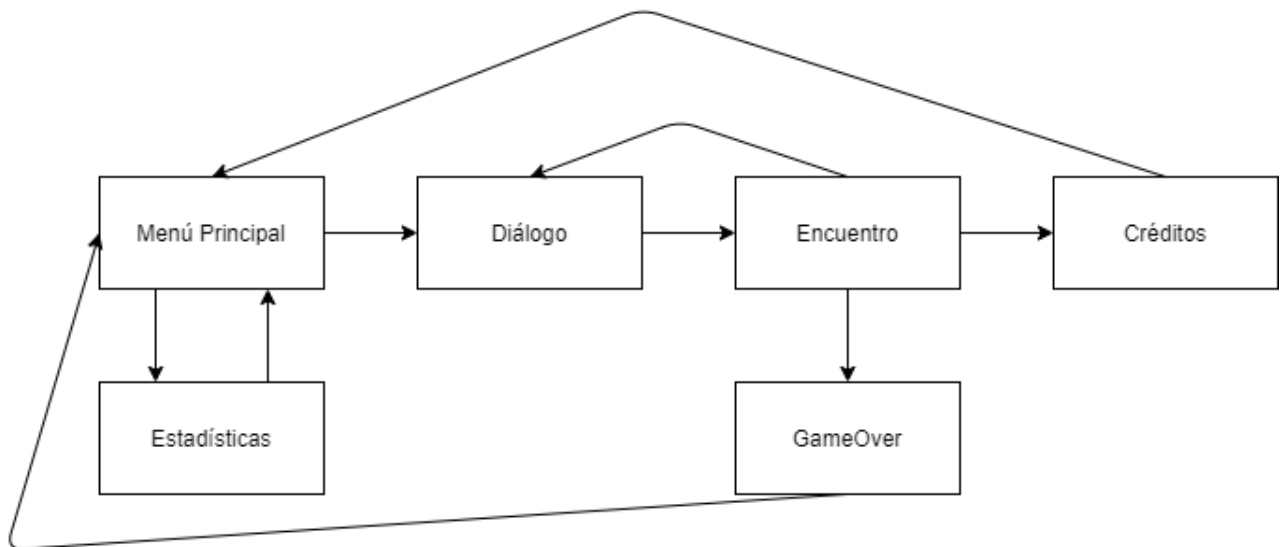 Menú Principal
Diálogo
Encuentro
Créditos
Estadísticas
GameOver